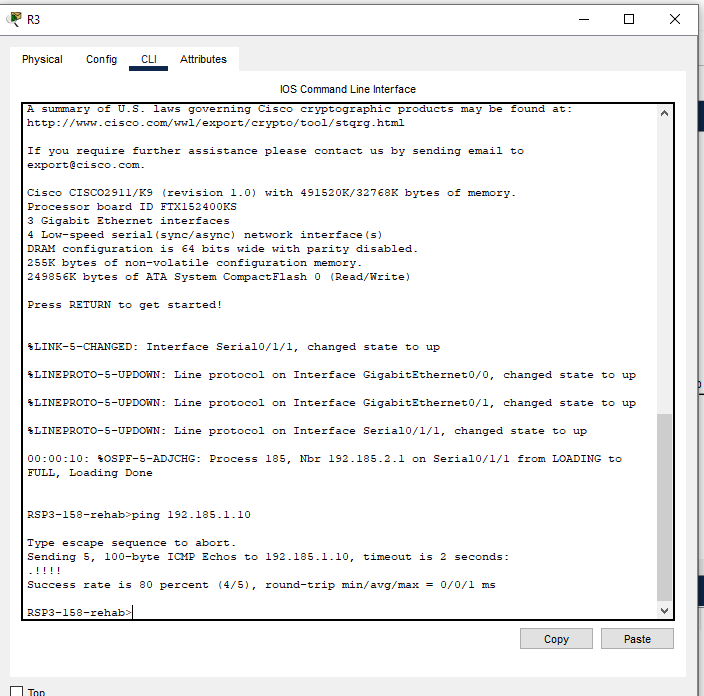 R3
Physical Config CLI Attributes
IOS Command Line Interface
A summary of U.S. laws governing Cisco cryptographic products may be found at:
http://www.cisco.com/wwl/export/crypto/tool/stqrg.html
If you require further assistance please contact us by sending email to
export@cisco.com.
Cisco CISCO2911/K9 (revision 1.0) with 491520K/32768K bytes of memory.
Processor board ID FTX152400KS
3 Gigabit Ethernet interfaces
4 Low-speed serial(sync/async) network interface(s)
DRAM configuration is 64 bits wide with parity disabled.
255K bytes of non-volatile configuration memory.
249856K bytes of ATA System CompactFlash 0 (Read/Write)
Press RETURN to get started!
%LINK-5-CHANGED: Interface Serial0/1/1, changed state to up
%LINEPROTO-5-UPDOWN: Line protocol on Interface GigabitEthernet0/0, changed state to up
%LINEPROTO-5-UPDOWN: Line protocol on Interface GigabitEthernet0/1, changed state to up
%LINEPROTO-5-UPDOWN: Line protocol on Interface Serial0/1/1, changed state to up
00:00:10: %OSPF-5-ADJCHG: Process 185, Nbr 192.185.2.1 on Serial0/1/1 from LOADING to
FULL, Loading Done
RSP3-158-rehab>ping 192.185.1.10
Type escape sequence to abort.
Sending 5, 100-byte ICMP Echos to 192.185.1.10, timeout is 2 seconds:
.!!!!
Success rate is 80 percent (4/5), round-trip min/avg/max = 0/0/1 ms
RSP3-158-rehab>
Copy Paste
Top